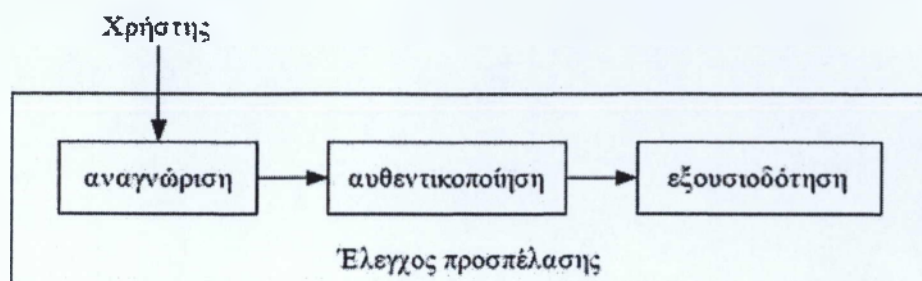 Χρήστης
αναγνώριση
αυθεντικοποίηση
εξουσιοδότηση
Έλεγχος προσπέλασης